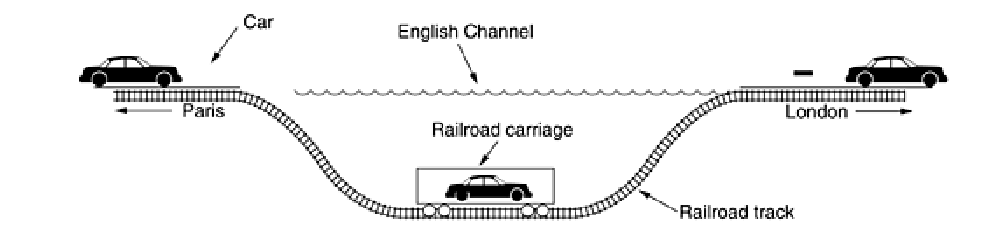 Car
English Channel
Paris
London
Railroad carriage
Railroad track